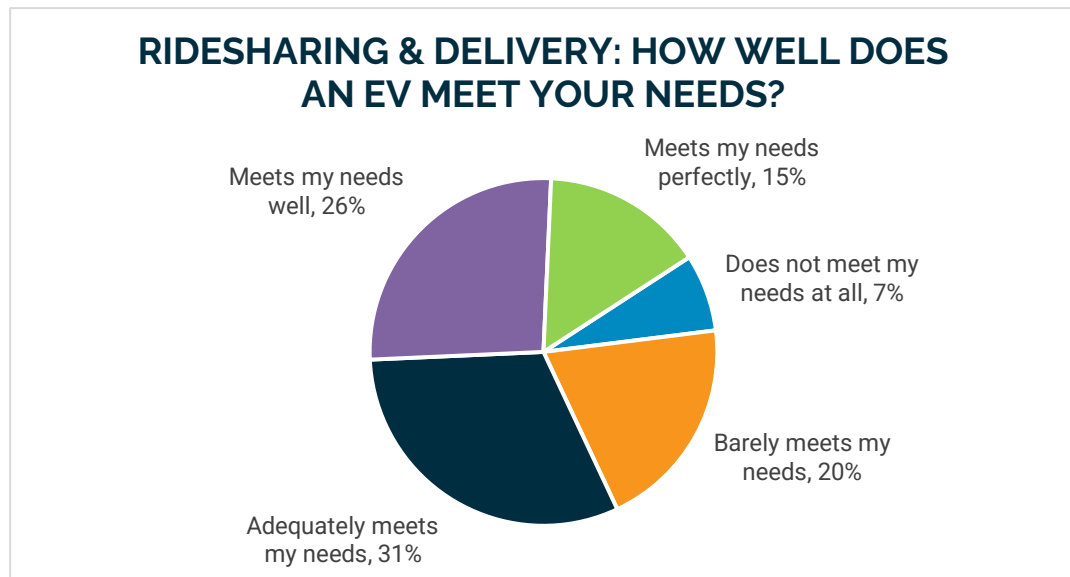 RIDESHARING & DELIVERY: HOW WELL DOES
AN EV MEET YOUR NEEDS?
Meets my needs
perfectly, 15%
Meets my needs
well, 26%
Does not meet my
needs at all, 7%
Barely meets my
needs, 20%
Adequately meets
my needs, 31%